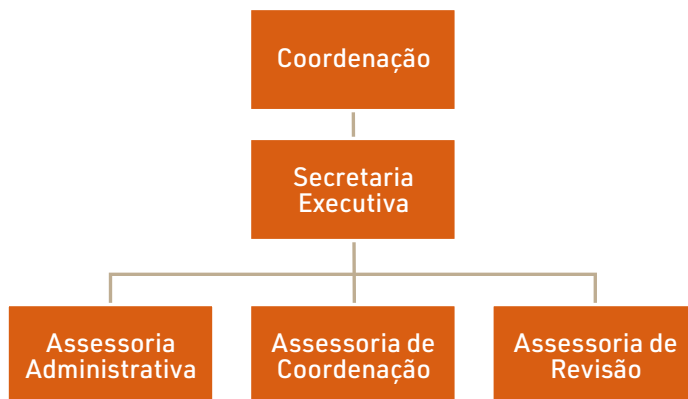 Coordenação
Secretaria
Executiva
Assessoria
Administrativa
Assessoria de
Coordenação
Assessoria de
Revisão